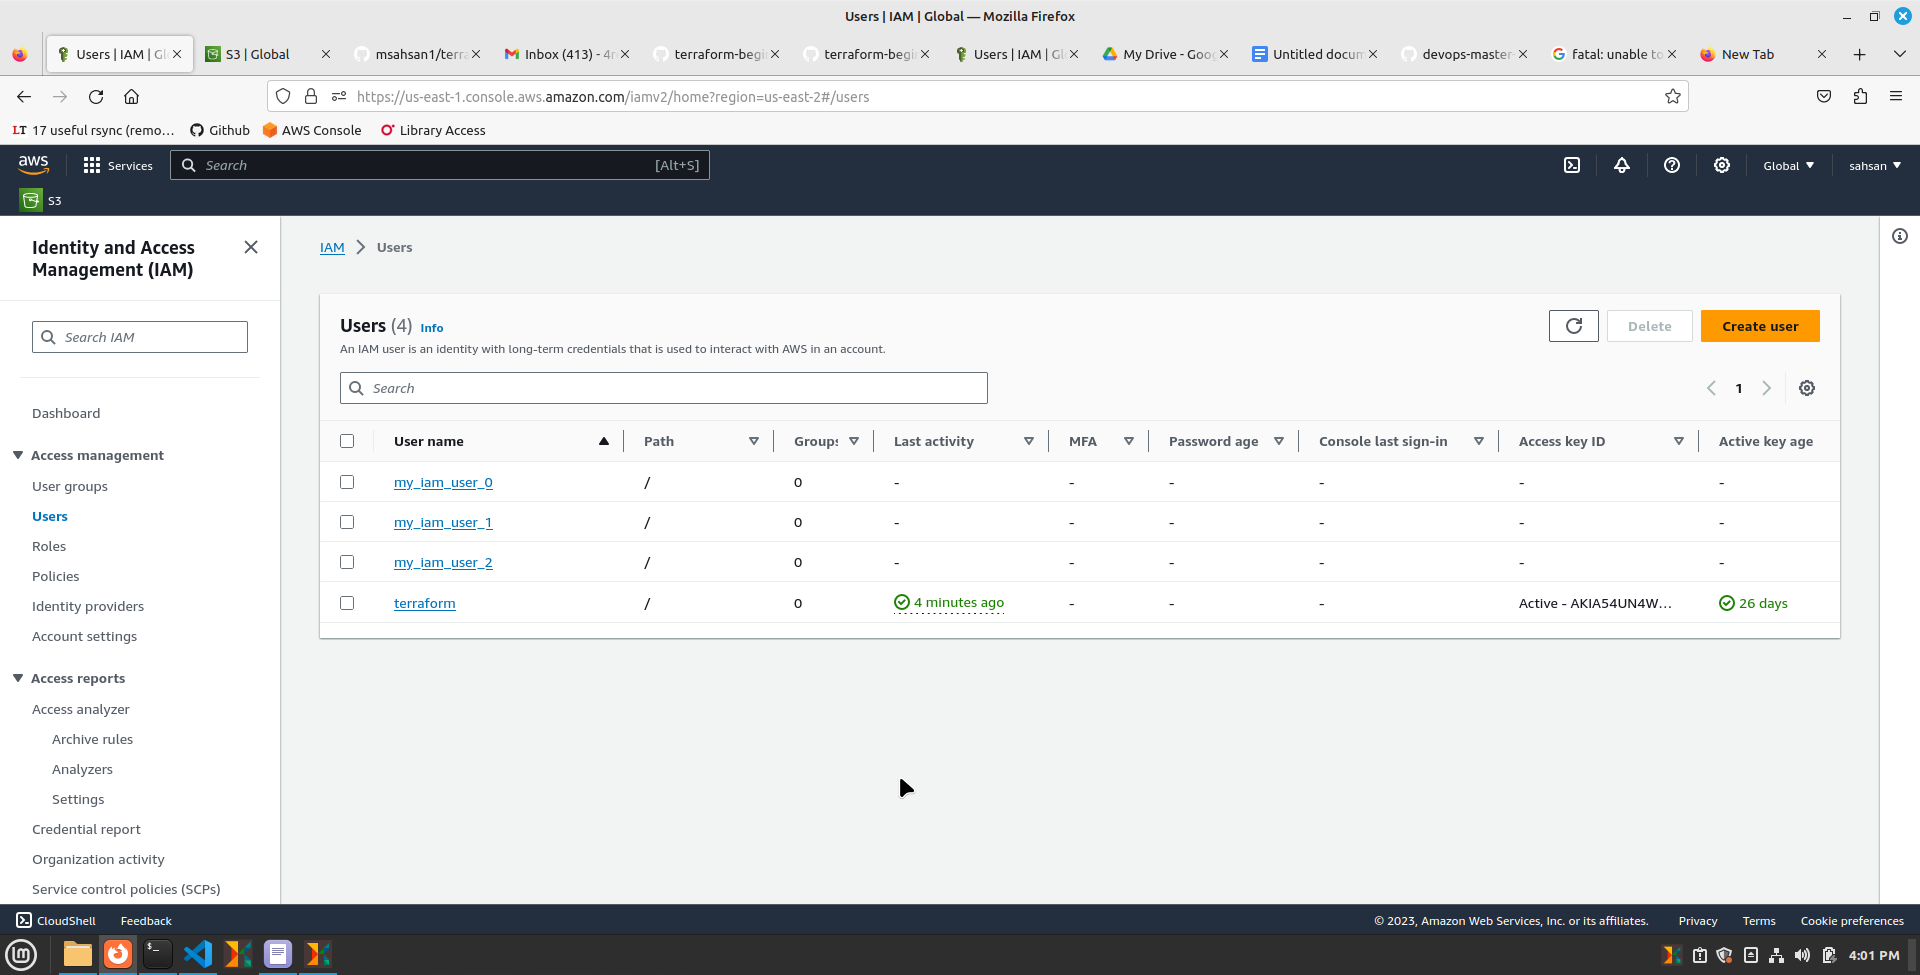 Users | IAM | Global — Mozilla Firefox
Users | IAM | Gl
S3 | Global
msahsan1/terra
Inbox (413) - 4
terraform-begi
terraform-begi
Users | IAM | Gl
My Drive - Goo
Untitled docum
devops-master
fatal: unable to
New Tab
https://us-east-1.console.aws.amazon.com/iamv2/home?region=us-east-2#/users
LT 17 useful rsync (remo…
Github
AWS Console
Library Access
aws
Services
Search
[Alt+S]
Global
sahsan
S3
Identity and Access
Management (IAM)
Search IAM
Dashboard
Access management
User groups
Users
Roles
Policies
Identity providers
Account settings
Access reports
Access analyzer
Archive rules
Analyzers
Settings
Credential report
Organization activity
Service control policies (SCPs)
IAM > Users
Users (4) Info
An IAM user is an identity with long-term credentials that is used to interact with AWS in an account.
Delete
Create user
Search
1
User name Path Groups Last activity MFA Password age Console last sign-in Access key ID Active key age
my_iam_user_0 / 0 - - - - - -
my_iam_user_1 / 0 - - - - - -
my_iam_user_2 / 0 - - - - - -
terraform / 0 4 minutes ago - - - Active - AKIA54UN4W… 26 days
CloudShell
Feedback
© 2023, Amazon Web Services, Inc. or its affiliates.
Privacy
Terms
Cookie preferences
4:01 PM